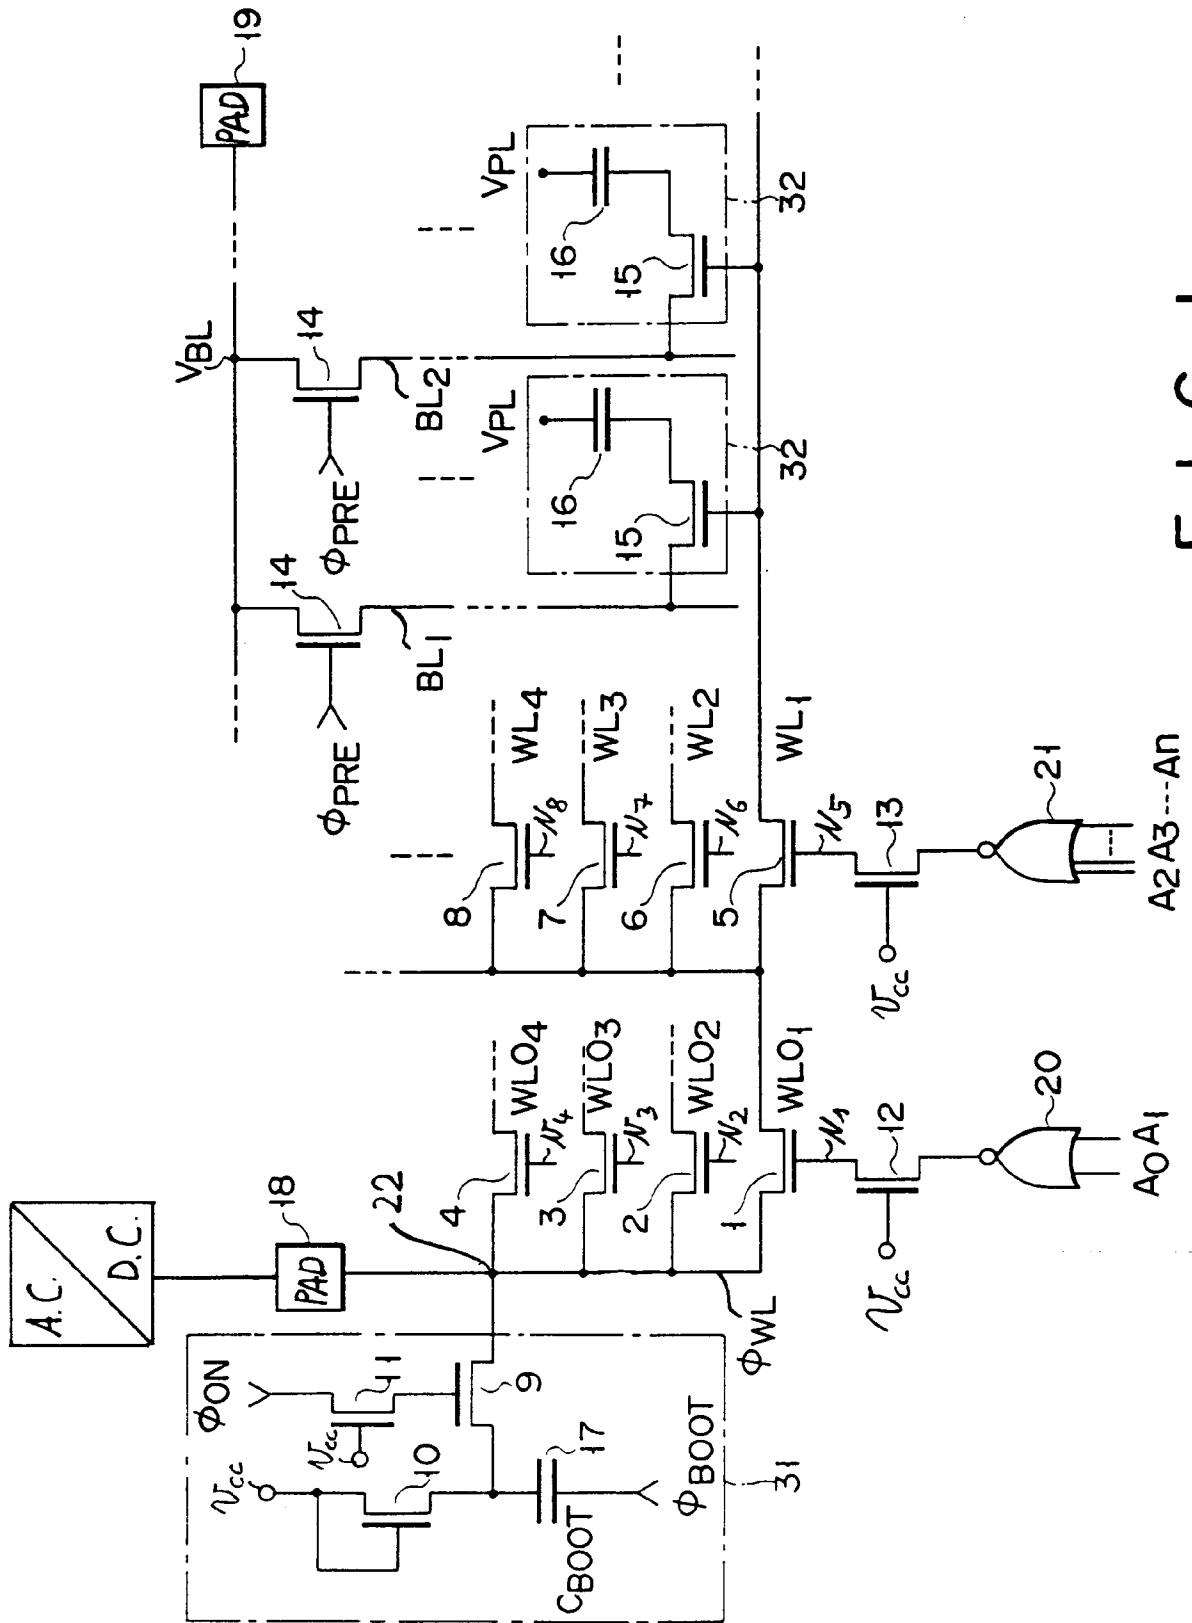 A.C.
D.C.
PAD
18
22
ΦON
Vcc
Vcc
11
10
9
17
CBOOT
ΦBOOT
31
ΦWL
4
N4
WLO4
3
N3
WLO3
2
N2
WLO2
1
N1
WLO1
Vcc
12
20
A0 A1
8
N8
WL4
7
N7
WL3
6
N6
WL2
5
N5
WL1
Vcc
13
21
A2 A3 ---- An
VBL
PAD
19
ΦPRE
14
BL1
ΦPRE
14
BL2
VPL
16
15
32
VPL
16
15
32